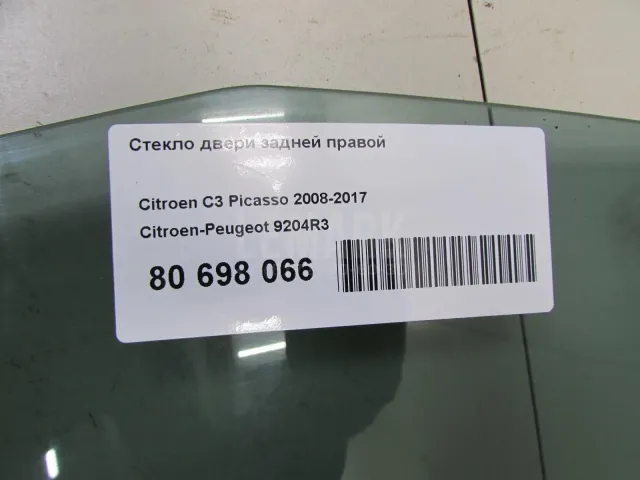 Стекло двери задней правой
Citroen C3 Picasso 2008-2017
Citroen-Peugeot 9204R3
80 698 066